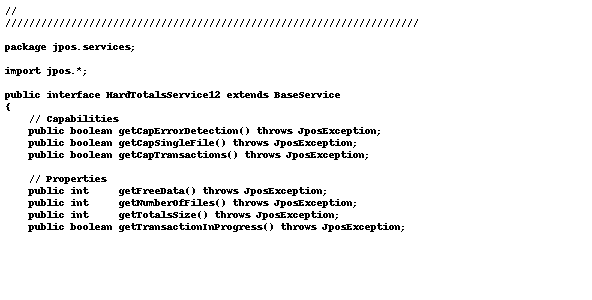 //
//////////////////////////////////////////////////////////////////////
package jpos.services;
import jpos.*;
public interface HardTotalsService12 extends BaseService
{
    // Capabilities
    public boolean getCapErrorDetection() throws JposException;
    public boolean getCapSingleFile() throws JposException;
    public boolean getCapTransactions() throws JposException;
    // Properties
    public int     getFreeData() throws JposException;
    public int     getNumberOfFiles() throws JposException;
    public int     getTotalsSize() throws JposException;
    public boolean getTransactionInProgress() throws JposException;